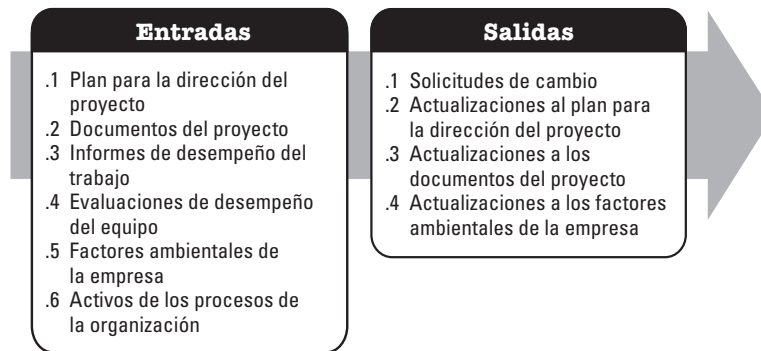 Entradas
.1 Plan para la dirección del
proyecto
.2 Documentos del proyecto
.3 Informes de desempeño del
trabajo
.4 Evaluaciones de desempeño
del equipo
.5 Factores ambientales de
la empresa
.6 Activos de los procesos de
la organización
Salidas
.1 Solicitudes de cambio
.2 Actualizaciones al plan para
la dirección del proyecto
.3 Actualizaciones a los
documentos del proyecto
.4 Actualizaciones a los factores
ambientales de la empresa